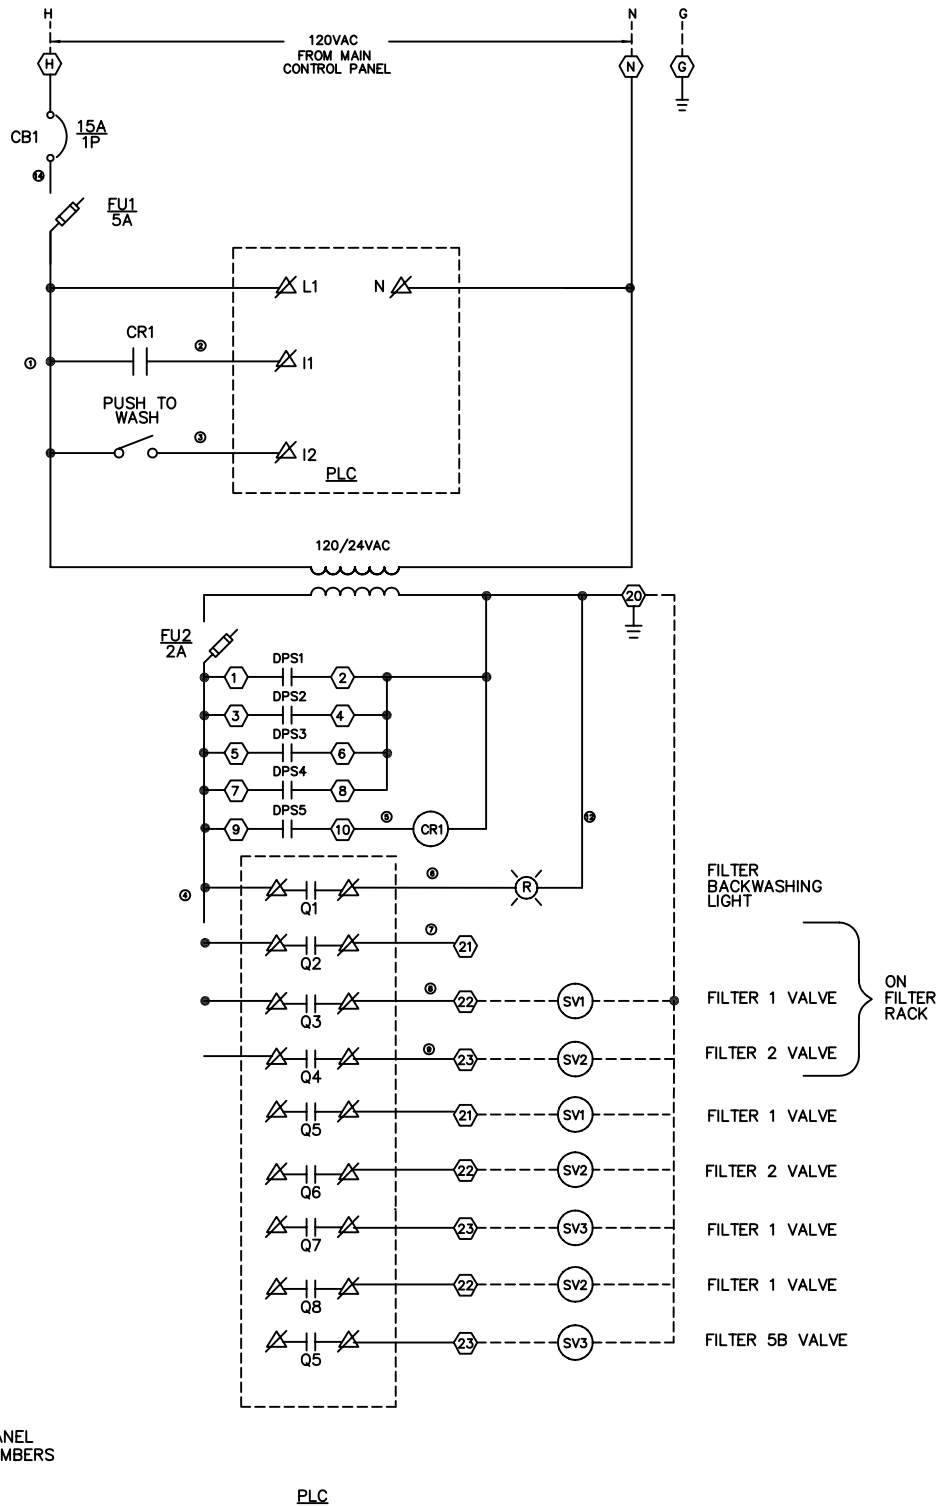 H N G
120VAC
FROM MAIN
CONTROL PANEL
H N G
CB1 15A
1P
14
FU1
5A
L1 N
CR1
1 2 I1
PUSH TO
WASH
3 I2
PLC
120/24VAC
20
FU2
2A
DPS1
1 2
DPS2
3 4
DPS3
5 6
DPS4
7 8
DPS5
9 10 5 CR1
12
4 Q1 6 R
FILTER
BACKWASHING
LIGHT
Q2 7 21
Q3 8 22 SV1 FILTER 1 VALVE
ON
FILTER
RACK
Q4 9 23 SV2 FILTER 2 VALVE
Q5 21 SV1 FILTER 1 VALVE
Q6 22 SV2 FILTER 2 VALVE
Q7 23 SV3 FILTER 1 VALVE
Q8 22 SV2 FILTER 1 VALVE
Q5 23 SV3 FILTER 5B VALVE
ANEL
MBERS
PLC